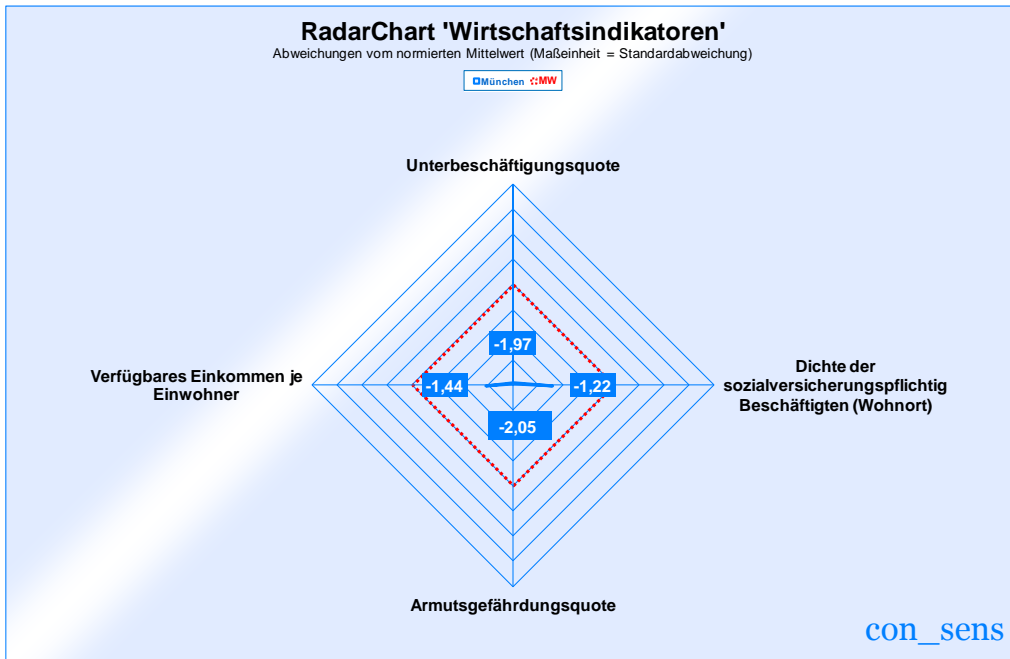 RadarChart 'Wirtschaftsindikatoren'
Abweichungen vom normierten Mittelwert (Maßeinheit = Standardabweichung)
München MW
Unterbeschäftigungsquote
-1,97
Verfügbares Einkommen je
Einwohner
-1,44
-1,22
Dichte der
sozialversicherungspflichtig
Beschäftigten (Wohnort)
-2,05
Armutsgefährdungsquote
con_sens